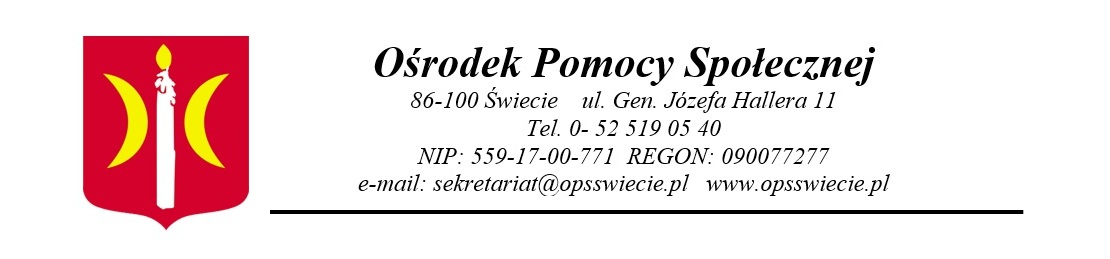 Ośrodek Pomocy Społecznej
86-100 Świecie ul. Gen. Józefa Hallera 11
Tel. 0- 52 519 05 40
NIP: 559-17-00-771 REGON: 090077277
e-mail: sekretariat@opsswiecie.pl www.opsswiecie.pl